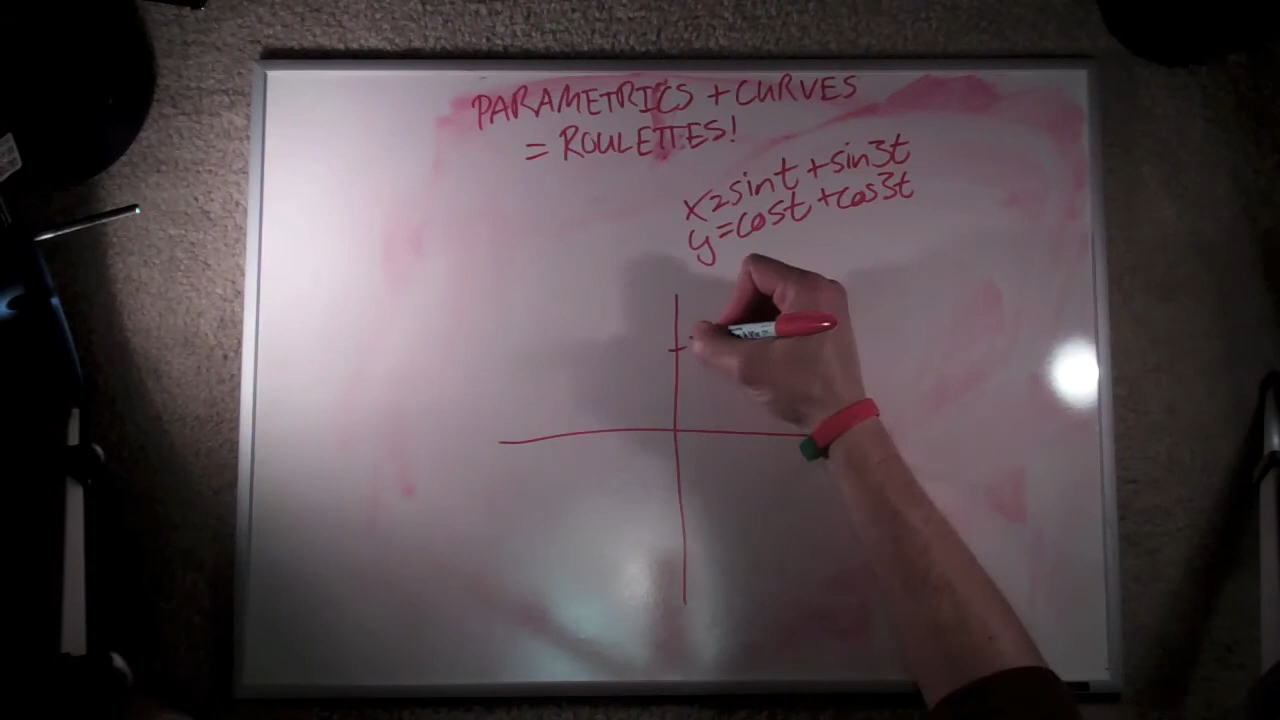 PARAMETRICS + CURVES
= ROULETTES!
x=sint + sin3t
y=cost + cos3t